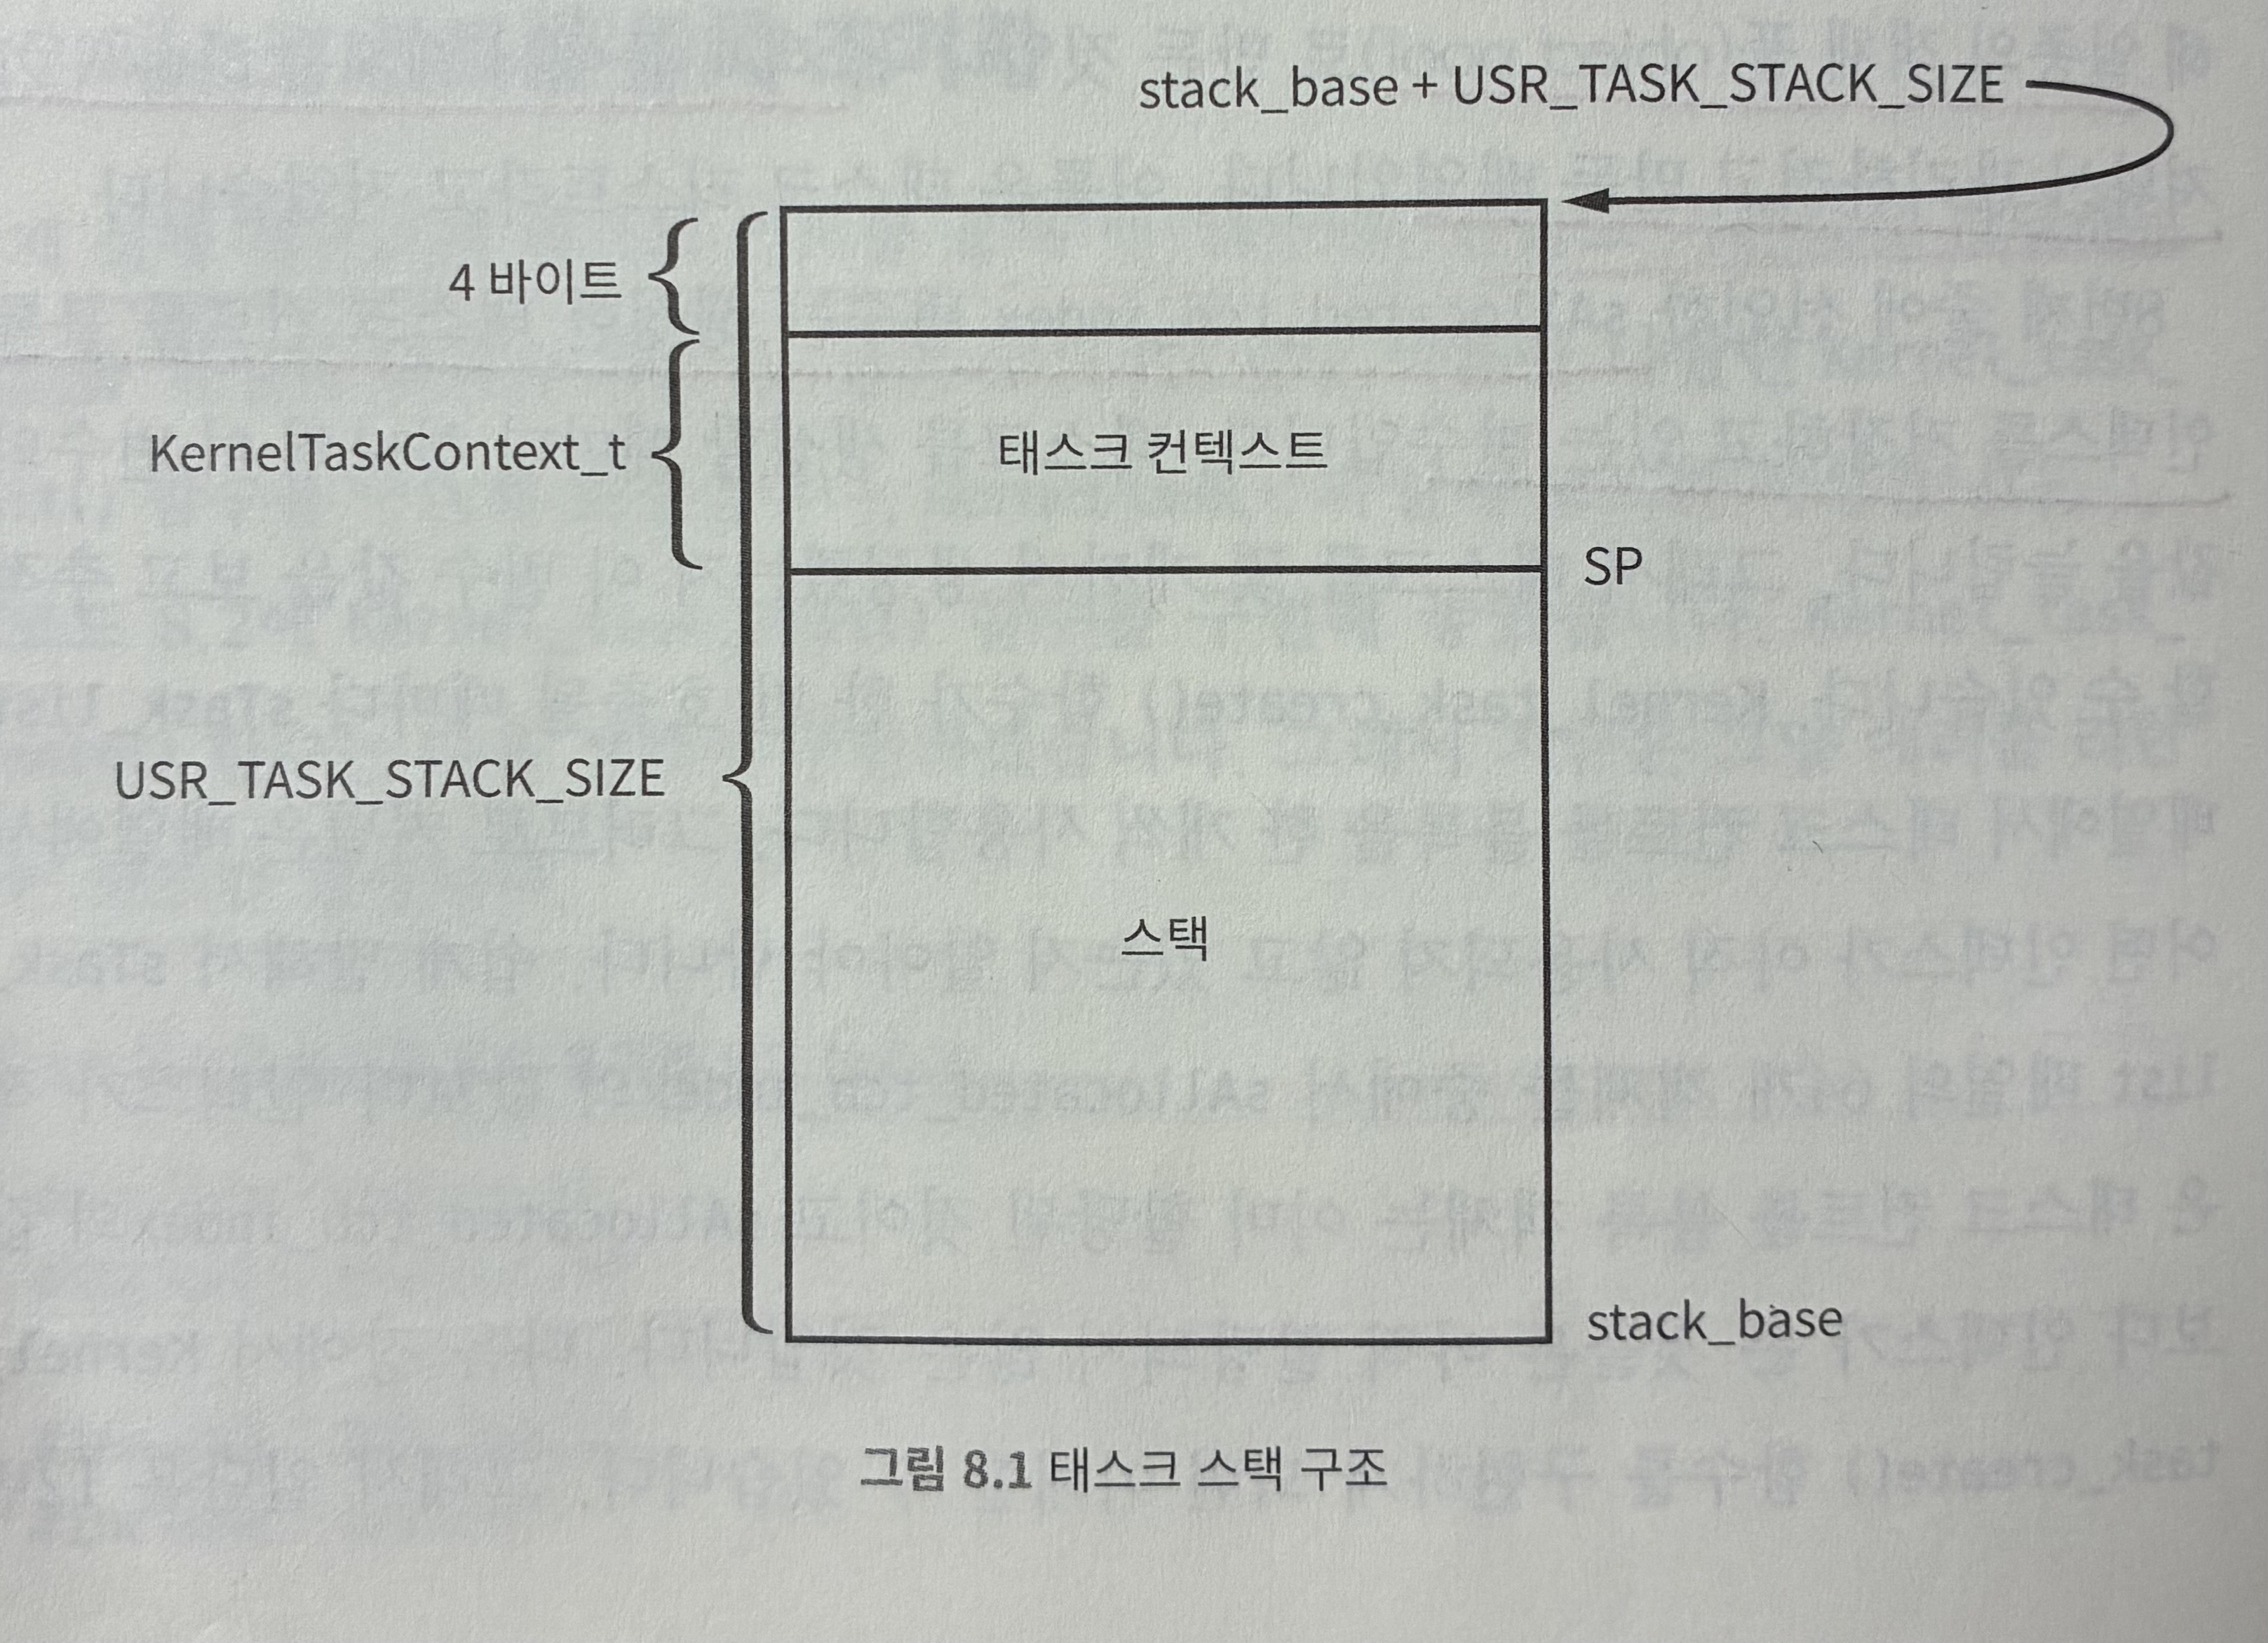 stack_base + USR_TASK_STACK_SIZE
4 바이트
KernelTaskContext_t
태스크 컨텍스트
SP
USR_TASK_STACK_SIZE
스택
stack_base
그림 8.1 태스크 스택 구조